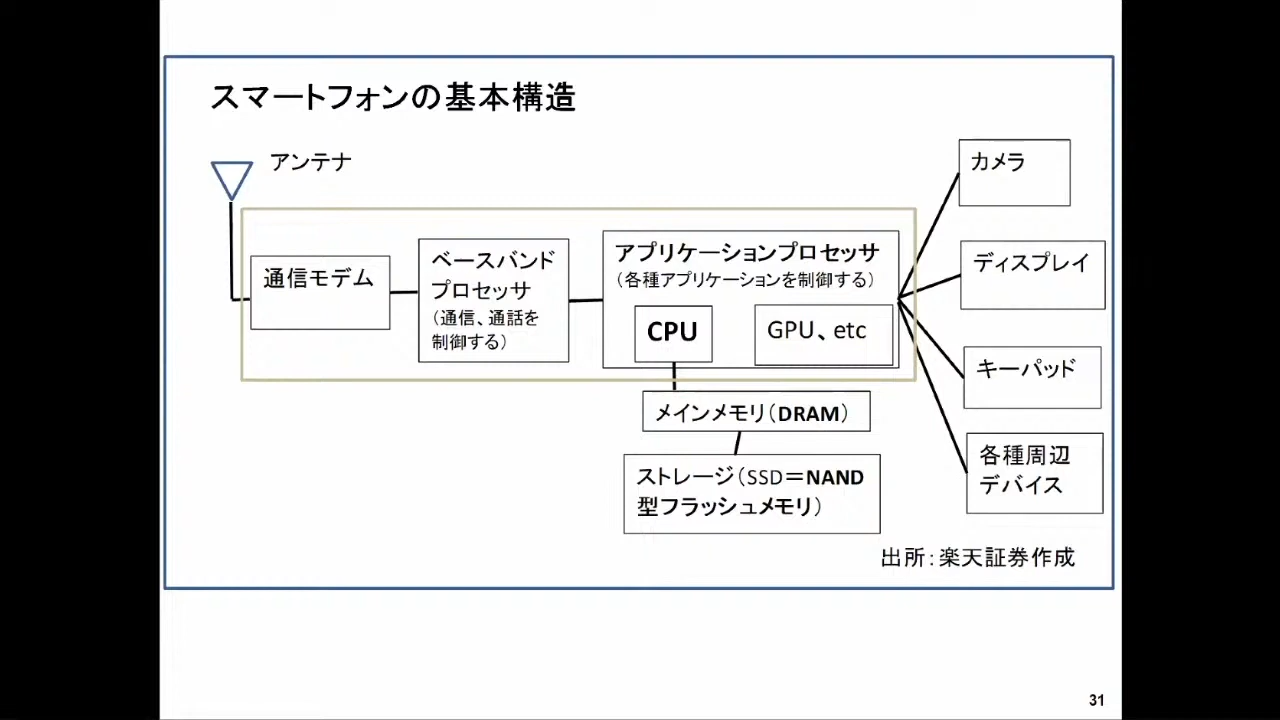 スマートフォンの基本構造
アンテナ
カメラ
ディスプレイ
キーパッド
各種周辺
デバイス
通信モデム
ベースバンド
プロセッサ
（通信、通話を
制御する）
アプリケーションプロセッサ
（各種アプリケーションを制御する）
CPU
GPU、etc
メインメモリ（DRAM）
ストレージ（SSD＝NAND
型フラッシュメモリ）
出所：楽天証券作成
31